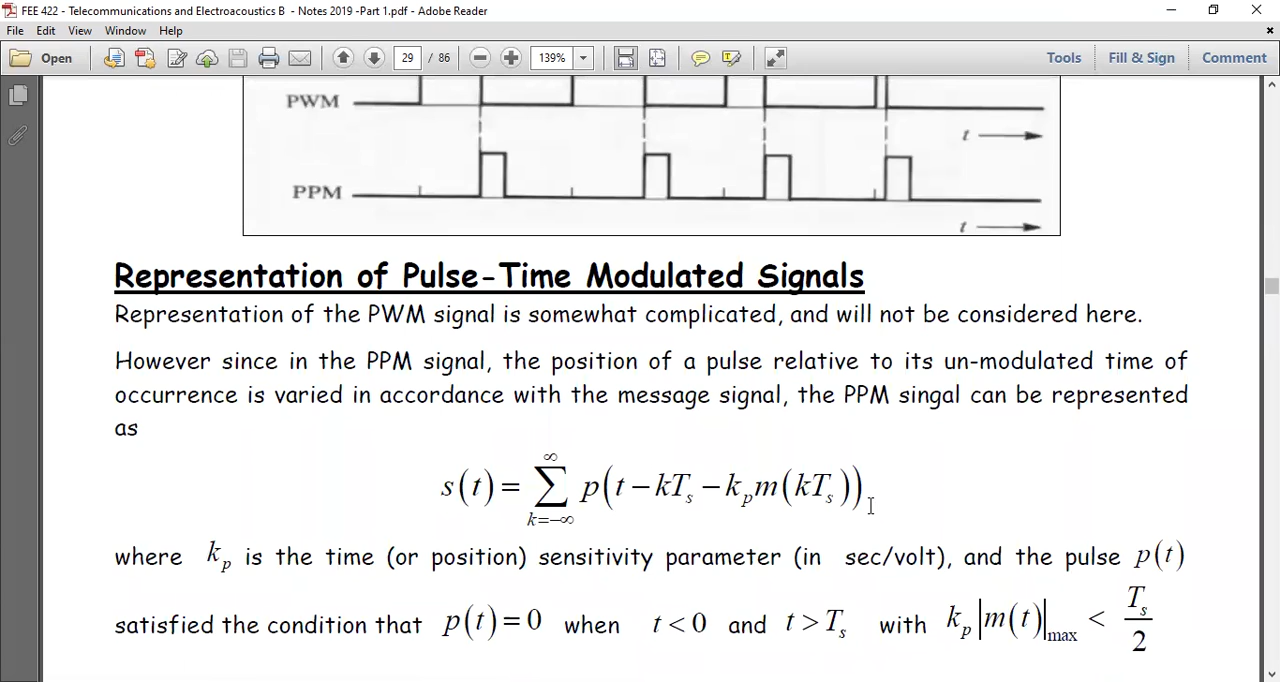 FEE 422 - Telecommunications and Electroacoustics B - Notes 2019 -Part 1.pdf - Adobe Reader
File Edit View Window Help
Open 29 / 86 139% Tools Fill & Sign Comment
PWM
t
PPM
t
Representation of Pulse-Time Modulated Signals
Representation of the PWM signal is somewhat complicated, and will not be considered here.
However since in the PPM signal, the position of a pulse relative to its un-modulated time of
occurrence is varied in accordance with the message signal, the PPM singal can be represented
as
s(t) = ∑_{k=-∞}^{∞} p(t − kT_s − k_p m(kT_s))
where k_p is the time (or position) sensitivity parameter (in sec/volt), and the pulse p(t)
satisfied the condition that p(t) = 0 when t < 0 and t > T_s with k_p |m(t)|_max < T_s/2